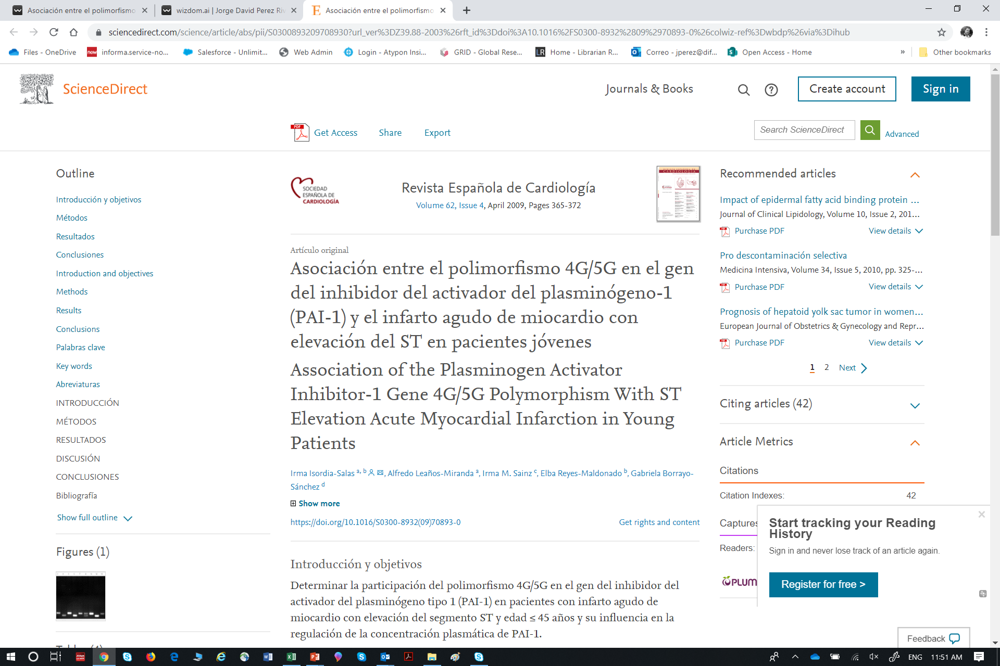 Asociación entre el polimorfismo
wizdom.ai | Jorge David Perez Riv
Asociación entre el polimorfismo
sciencedirect.com/science/article/abs/pii/S0300893209708930?url_ver%3DZ39.88-2003%26rft_id%3Ddoi%3A10.1016%2FS0300-8932%2809%2970893-0%26colwiz-ref%3Dwbdp%26via%3Dihub
Files - OneDrive
now
informa.service-no...
Salesforce - Unlimit...
Web Admin
Login - Atypon Insi...
GRID - Global Rese...
LR
Home - Librarian R...
Correo - jperez@dif...
Open Access - Home
»
Other bookmarks
ScienceDirect
Journals & Books
Create account
Sign in
PDF
Get Access
Share
Export
Search ScienceDirect
Advanced
Outline
Introducción y objetivos
Métodos
Resultados
Conclusiones
Introduction and objectives
Methods
Results
Conclusions
Palabras clave
Key words
Abreviaturas
INTRODUCCIÓN
MÉTODOS
RESULTADOS
DISCUSIÓN
CONCLUSIONES
Bibliografía
Show full outline
Figures (1)
SOCIEDAD
ESPAÑOLA DE
CARDIOLOGÍA
Revista Española de Cardiología
Volume 62, Issue 4, April 2009, Pages 365-372
Artículo original
Asociación entre el polimorfismo 4G/5G en el gen
del inhibidor del activador del plasminógeno-1
(PAI-1) y el infarto agudo de miocardio con
elevación del ST en pacientes jóvenes
Association of the Plasminogen Activator
Inhibitor-1 Gene 4G/5G Polymorphism With ST
Elevation Acute Myocardial Infarction in Young
Patients
Irma Isordia-Salas a, b, Alfredo Leaños-Miranda a, Irma M. Sainz c, Elba Reyes-Maldonado b, Gabriela Borrayo-
Sánchez d
Show more
https://doi.org/10.1016/S0300-8932(09)70893-0
Get rights and content
Introducción y objetivos
Determinar la participación del polimorfismo 4G/5G en el gen del inhibidor del
activador del plasminógeno tipo 1 (PAI-1) en pacientes con infarto agudo de
miocardio con elevación del segmento ST y edad ≤ 45 años y su influencia en la
regulación de la concentración plasmática de PAI-1.
Recommended articles
Impact of epidermal fatty acid binding protein ...
Journal of Clinical Lipidology, Volume 10, Issue 2, 201...
Purchase PDF
View details
Pro descontaminación selectiva
Medicina Intensiva, Volume 34, Issue 5, 2010, pp. 325-...
Purchase PDF
View details
Prognosis of hepatoid yolk sac tumor in women...
European Journal of Obstetrics & Gynecology and Repr...
Purchase PDF
View details
1 2 Next
Citing articles (42)
Article Metrics
Citations
Citation Indexes: 42
Captures
Readers:
PLUM
Start tracking your Reading
History
Sign in and never lose track of an article again.
Register for free >
Feedback
ENG
11:51 AM